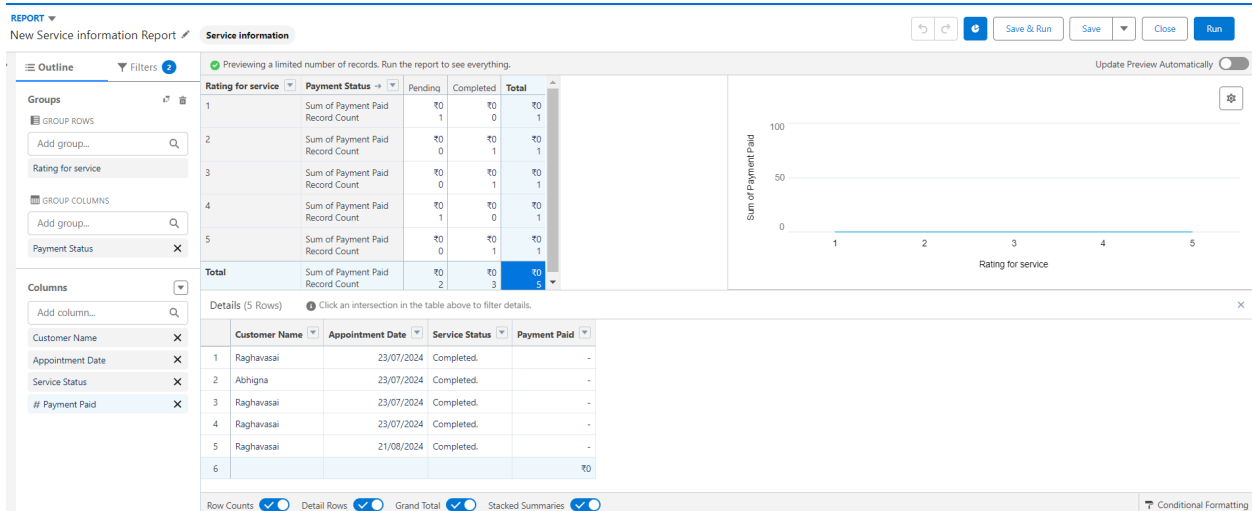 REPORT
New Service information Report Service information Save & Run Save Close Run
Outline Filters 2
Previewing a limited number of records. Run the report to see everything. Update Preview Automatically
Groups
GROUP ROWS
Add group...
Rating for service
GROUP COLUMNS
Add group...
Payment Status
Columns
Add column...
Customer Name
Appointment Date
Service Status
# Payment Paid
Rating for service Payment Status → Pending Completed Total
1 Sum of Payment Paid ₹0 ₹0 ₹0
Record Count 1 0 1
2 Sum of Payment Paid ₹0 ₹0 ₹0
Record Count 0 1 1
3 Sum of Payment Paid ₹0 ₹0 ₹0
Record Count 0 1 1
4 Sum of Payment Paid ₹0 ₹0 ₹0
Record Count 1 0 1
5 Sum of Payment Paid ₹0 ₹0 ₹0
Record Count 0 1 1
Total Sum of Payment Paid ₹0 ₹0 ₹0
Record Count 2 3 5
Sum of Payment Paid
100
50
0
1 2 3 4 5
Rating for service
Details (5 Rows) Click an intersection in the table above to filter details.
Customer Name Appointment Date Service Status Payment Paid
1 Raghavasai 23/07/2024 Completed. -
2 Abhigna 23/07/2024 Completed. -
3 Raghavasai 23/07/2024 Completed. -
4 Raghavasai 23/07/2024 Completed. -
5 Raghavasai 21/08/2024 Completed. -
6 ₹0
Row Counts Detail Rows Grand Total Stacked Summaries Conditional Formatting